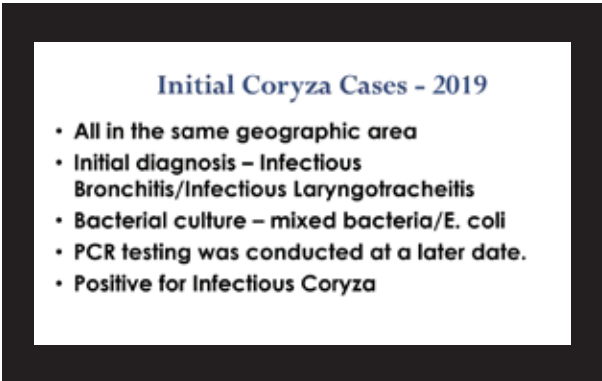 Initial Coryza Cases - 2019
• All in the same geographic area
• Initial diagnosis – Infectious
Bronchitis/Infectious Laryngotracheitis
• Bacterial culture – mixed bacteria/E. coli
• PCR testing was conducted at a later date.
• Positive for Infectious Coryza